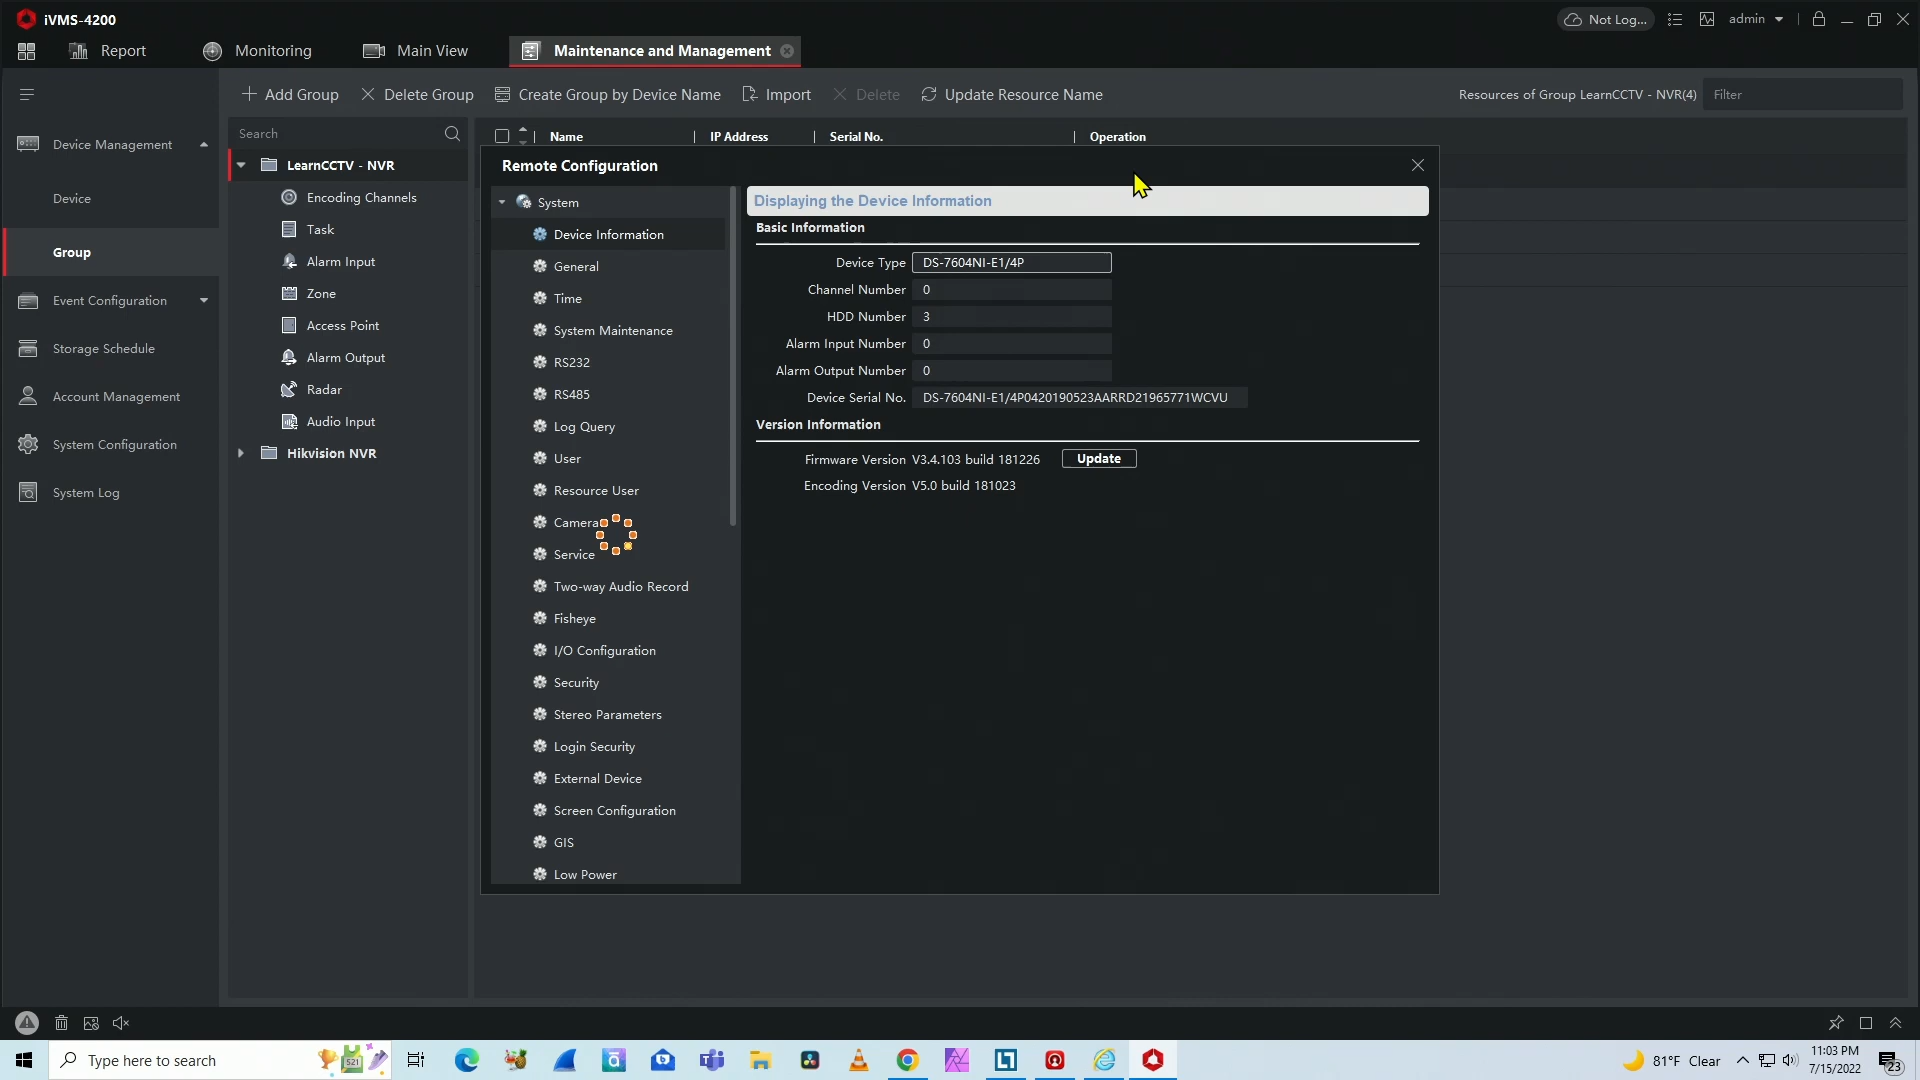 iVMS-4200
Not Log...
admin
Report
Monitoring
Main View
Maintenance and Management
Add Group
Delete Group
Create Group by Device Name
Import
Delete
Update Resource Name
Resources of Group LearnCCTV - NVR(4)
Filter
Device Management
Device
Group
Event Configuration
Storage Schedule
Account Management
System Configuration
System Log
Search
LearnCCTV - NVR
Encoding Channels
Task
Alarm Input
Zone
Access Point
Alarm Output
Radar
Audio Input
Hikvision NVR
Name
IP Address
Serial No.
Operation
Remote Configuration
System
Device Information
General
Time
System Maintenance
RS232
RS485
Log Query
User
Resource User
Camera
Service
Two-way Audio Record
Fisheye
I/O Configuration
Security
Stereo Parameters
Login Security
External Device
Screen Configuration
GIS
Low Power
Displaying the Device Information
Basic Information
Device Type DS-7604NI-E1/4P
Channel Number 0
HDD Number 3
Alarm Input Number 0
Alarm Output Number 0
Device Serial No. DS-7604NI-E1/4P0420190523AARRD21965771WCVU
Version Information
Firmware Version V3.4.103 build 181226 Update
Encoding Version V5.0 build 181023
Type here to search
521
81°F Clear
11:03 PM
7/15/2022
23